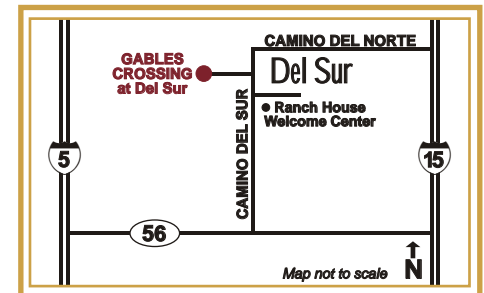 CAMINO DEL NORTE
GABLES
CROSSING
at Del Sur
Del Sur
Ranch House
Welcome Center
CAMINO DEL SUR
5
15
56
Map not to scale
N